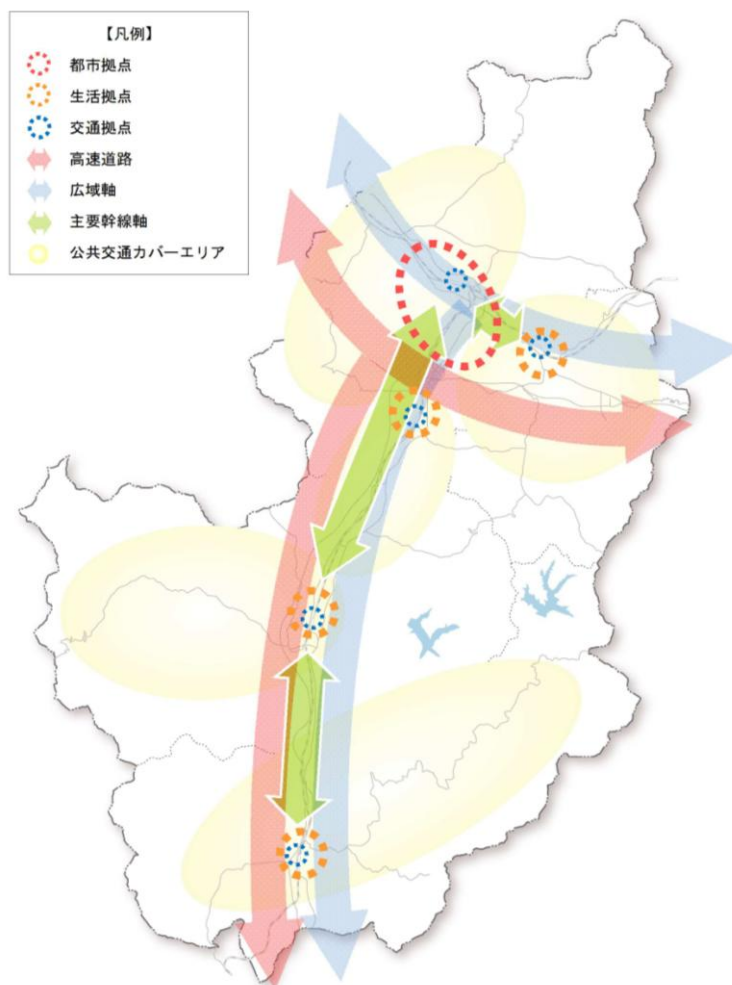 【凡例】
都市拠点
生活拠点
交通拠点
高速道路
広域軸
主要幹線軸
公共交通カバーエリア